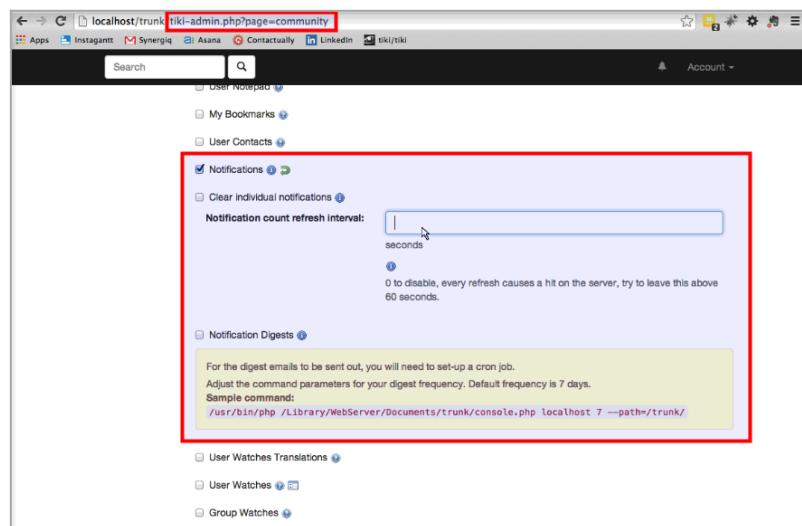 localhost/trunk/tiki-admin.php?page=community
Apps Instagantt Synergiq Asana Contactually LinkedIn tiki/tiki
Search Account
User Notepad
My Bookmarks
User Contacts
Notifications
Clear individual notifications
Notification count refresh interval:
seconds
0 to disable, every refresh causes a hit on the server, try to leave this above
60 seconds.
Notification Digests
For the digest emails to be sent out, you will need to set-up a cron job.
Adjust the command parameters for your digest frequency. Default frequency is 7 days.
Sample command:
/usr/bin/php /Library/WebServer/Documents/trunk/console.php localhost 7 --path=/trunk/
User Watches Translations
User Watches
Group Watches